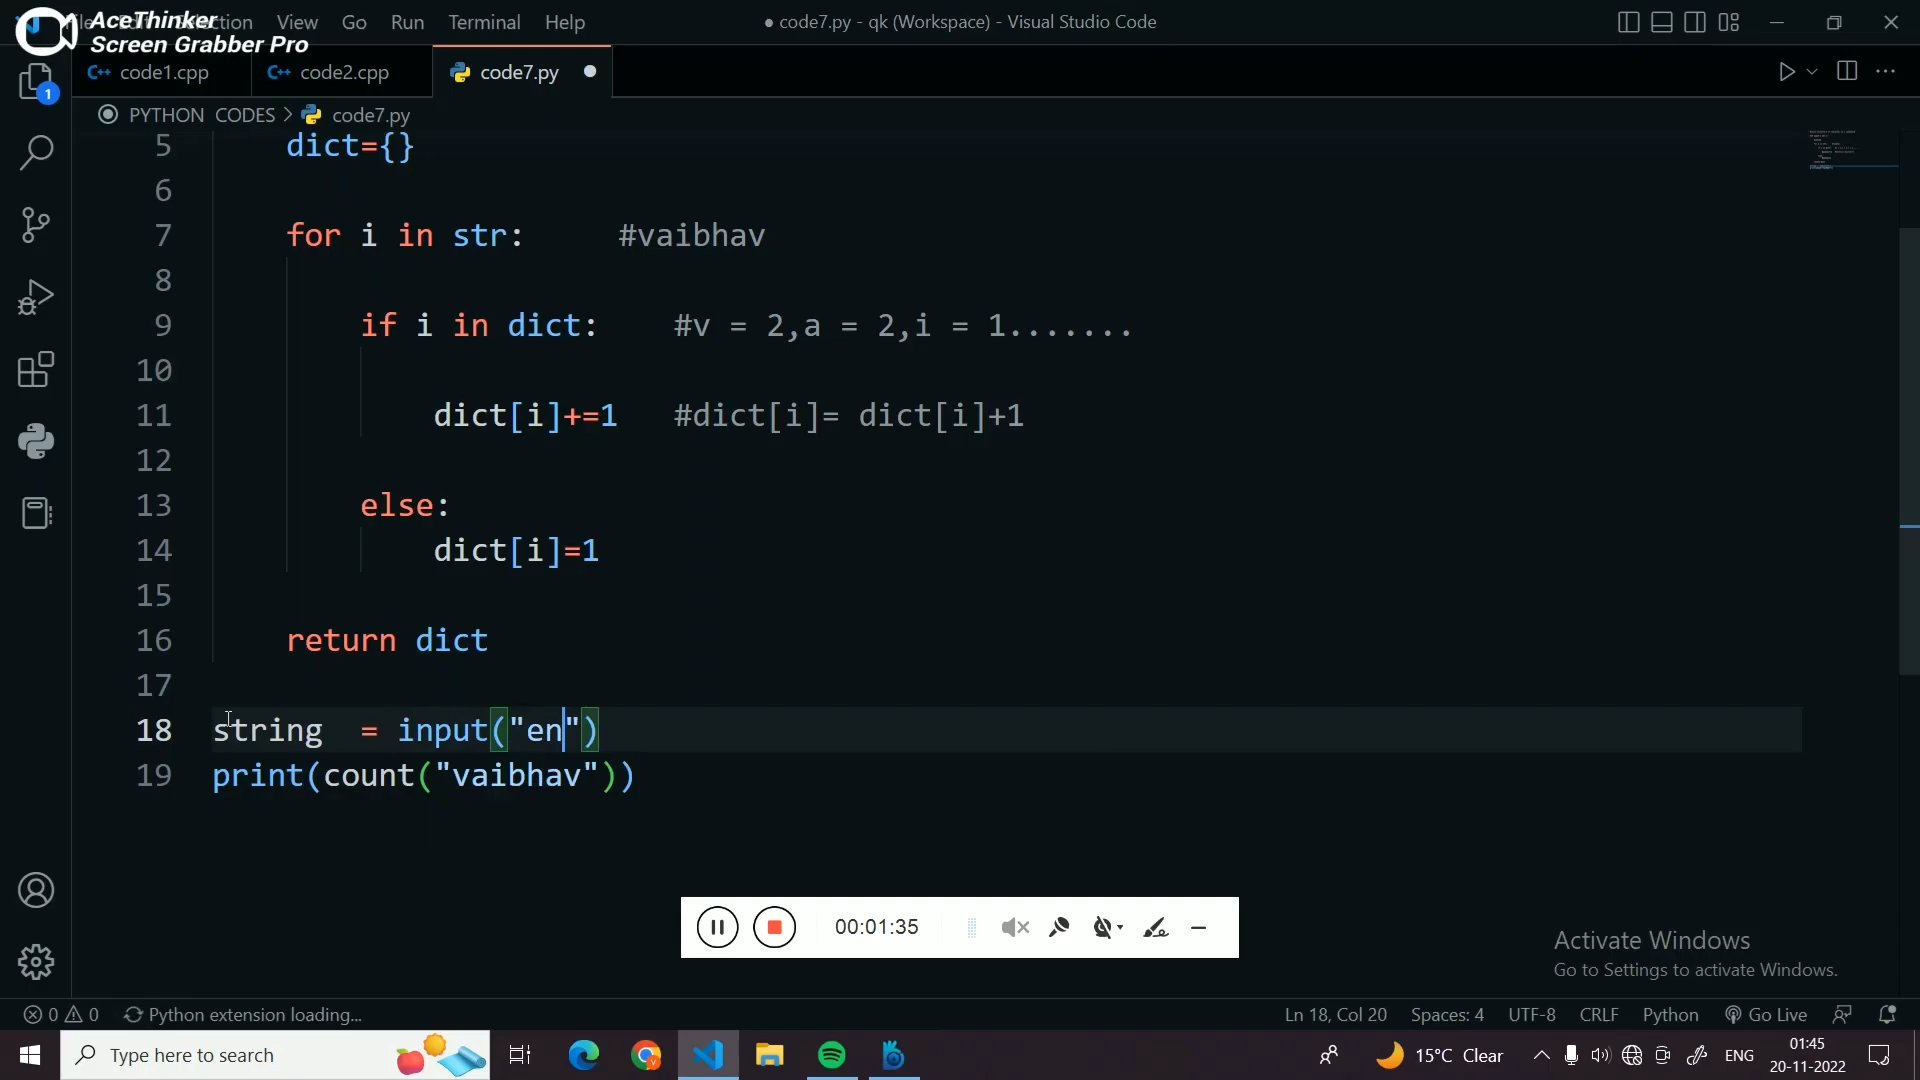 AceThinker
Screen Grabber Pro
View Go Run Terminal Help
● code7.py - qk (Workspace) - Visual Studio Code
C++ code1.cpp
C++ code2.cpp
code7.py ●
1
PYTHON CODES > code7.py
5 dict={}
6
7 for i in str: #vaibhav
8
9 if i in dict: #v = 2,a = 2,i = 1.......
10
11 dict[i]+=1 #dict[i]= dict[i]+1
12
13 else:
14 dict[i]=1
15
16 return dict
17
18 string = input("en")
19 print(count("vaibhav"))
00:01:35
Activate Windows
Go to Settings to activate Windows.
0 0 Python extension loading...
Ln 18, Col 20 Spaces: 4 UTF-8 CRLF Python Go Live
Type here to search
15°C Clear
ENG
01:45
20-11-2022